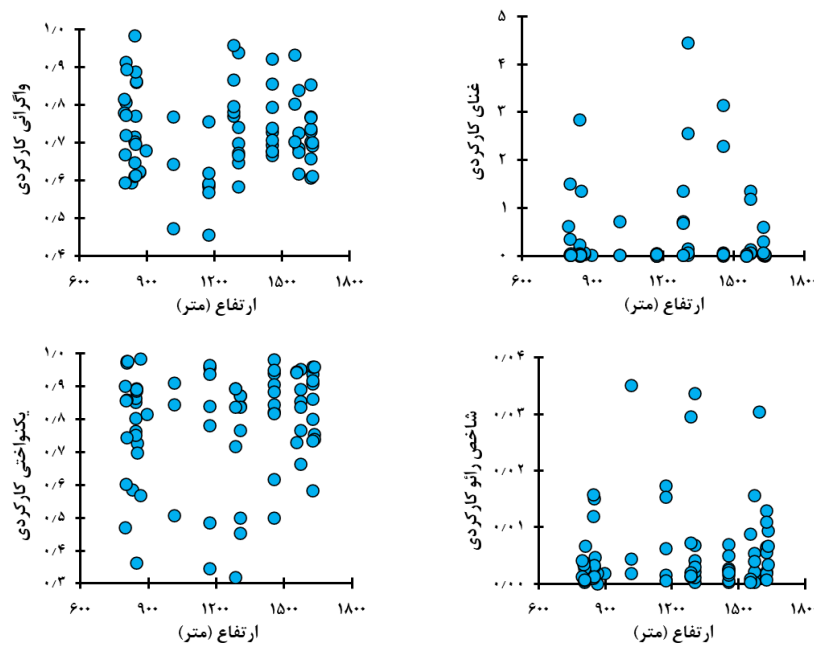 واگرائی کارکردی
۱/۰
۰/۹
۰/۸
۰/۷
۰/۶
۰/۵
۰/۴
۶۰۰ ۹۰۰ ۱۲۰۰ ۱۵۰۰ ۱۸۰۰
ارتفاع (متر)
غنای کارکردی
۵
۴
۳
۲
۱
۰
۶۰۰ ۹۰۰ ۱۲۰۰ ۱۵۰۰ ۱۸۰۰
ارتفاع (متر)
یکنواختی کارکردی
۱/۰
۰/۹
۰/۸
۰/۷
۰/۶
۰/۵
۰/۴
۰/۳
۶۰۰ ۹۰۰ ۱۲۰۰ ۱۵۰۰ ۱۸۰۰
ارتفاع (متر)
شاخص رائو کارکردی
۰/۰۴
۰/۰۳
۰/۰۲
۰/۰۱
۰/۰۰
۶۰۰ ۹۰۰ ۱۲۰۰ ۱۵۰۰ ۱۸۰۰
ارتفاع (متر)